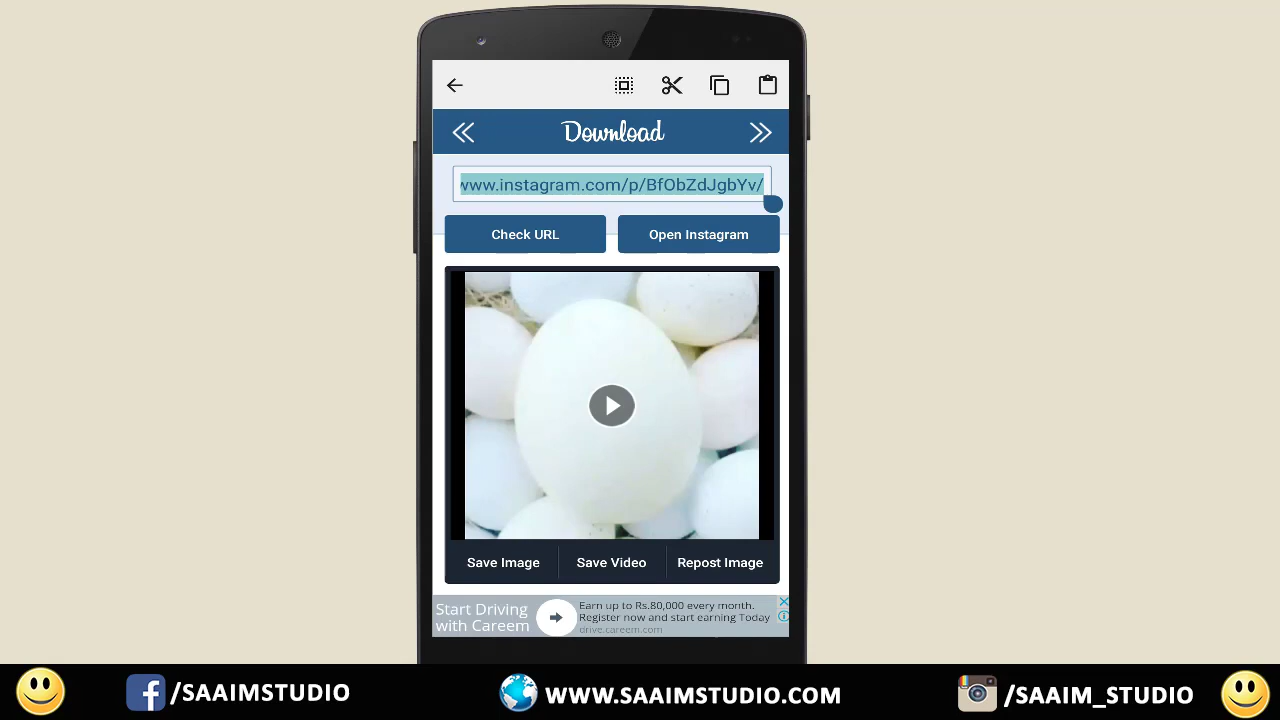 Download
www.instagram.com/p/BfObZdJgbYv/
Check URL
Open Instagram
Save Image
Save Video
Repost Image
Start Driving
with Careem
Earn up to Rs.80,000 every month.
Register now and start earning Today
drive.careem.com
/SAAIMSTUDIO
WWW.SAAIMSTUDIO.COM
/SAAIM_STUDIO